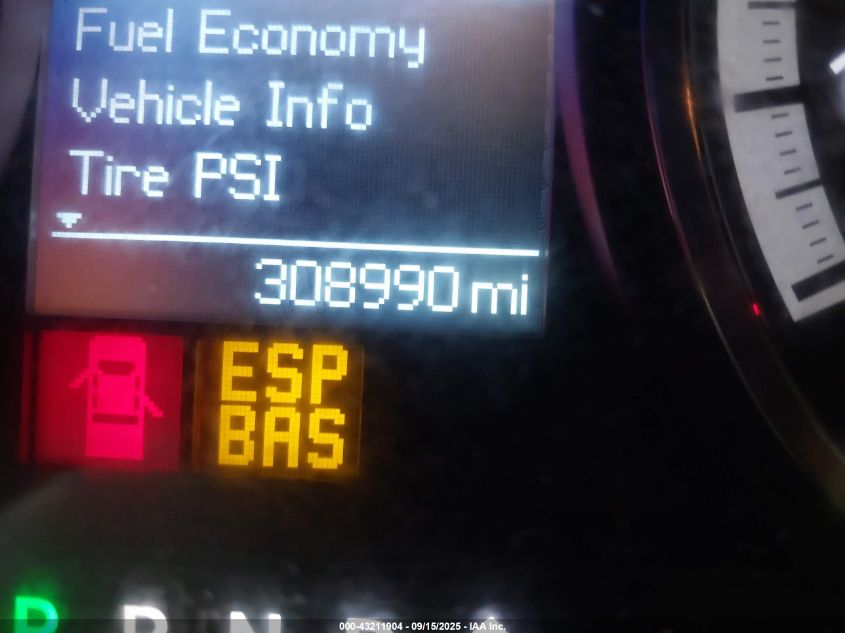 Fuel Economy
Vehicle Info
Tire PSI
308990 mi
ESP
BAS
P R N
000-43211904 - 09/15/2025 - IAA Inc.